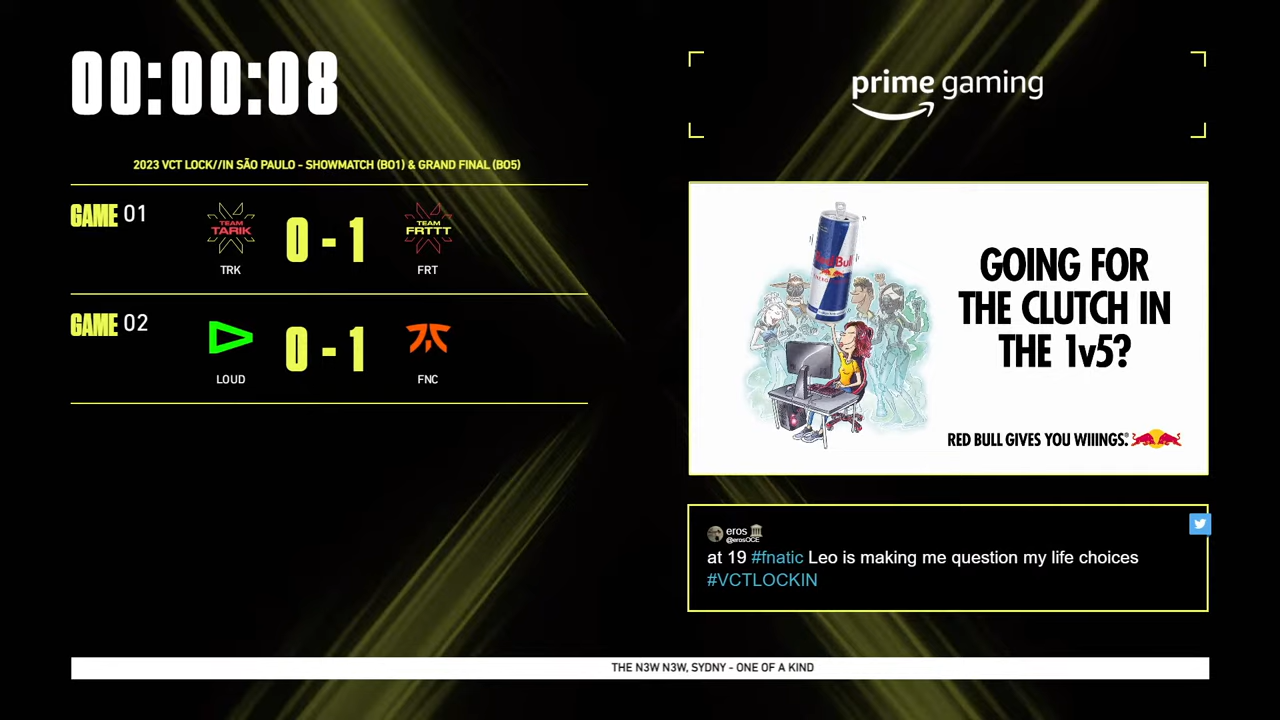 00:00:08
2023 VCT LOCK//IN SÃO PAULO - SHOWMATCH (BO1) & GRAND FINAL (BO5)
GAME 01
TEAM
TARIK
TRK
0 - 1
TEAM
FRTTT
FRT
GAME 02
LOUD
0 - 1
FNC
prime gaming
Red Bull
GOING FOR
THE CLUTCH IN
THE 1v5?
RED BULL GIVES YOU WIIINGS.®
eros 🏛️
@erosOCE
at 19 #fnatic Leo is making me question my life choices
#VCTLOCKIN
THE N3W N3W, SYDNY - ONE OF A KIND